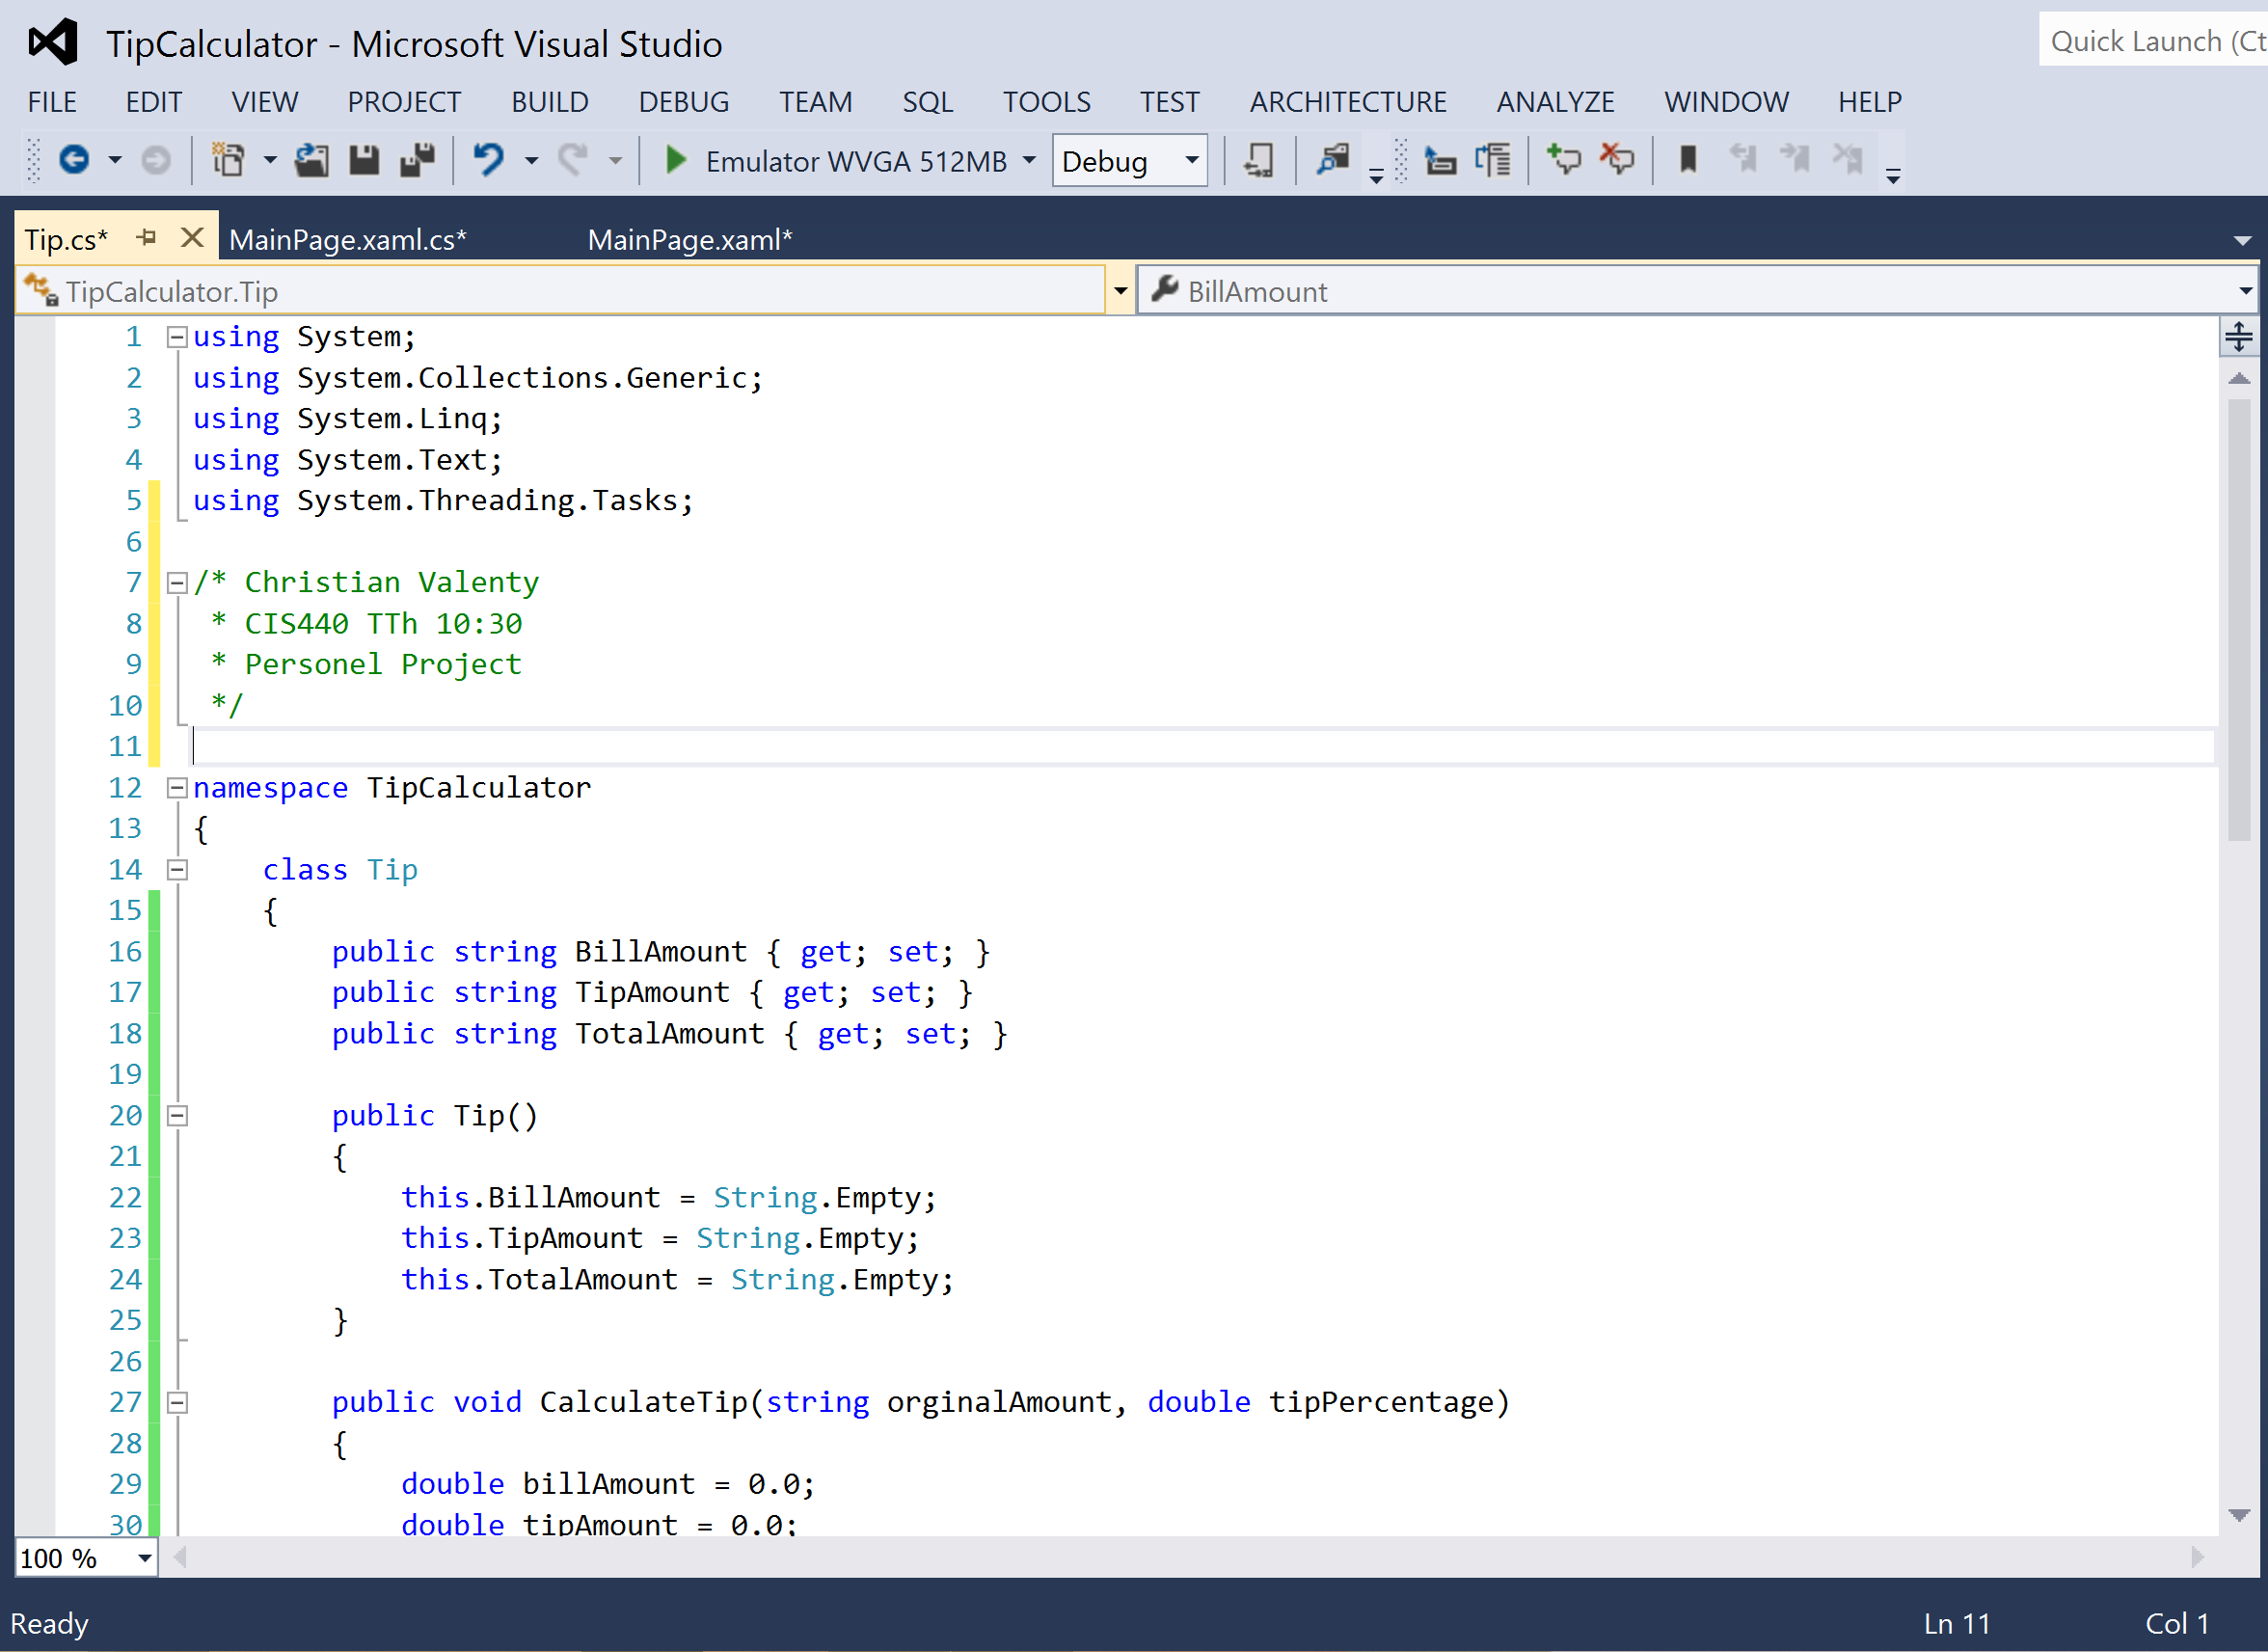 TipCalculator - Microsoft Visual Studio
Quick Launch (Ct
FILE EDIT VIEW PROJECT BUILD DEBUG TEAM SQL TOOLS TEST ARCHITECTURE ANALYZE WINDOW HELP
Emulator WVGA 512MB Debug
Tip.cs* MainPage.xaml.cs* MainPage.xaml*
TipCalculator.Tip BillAmount
1 using System;
2 using System.Collections.Generic;
3 using System.Linq;
4 using System.Text;
5 using System.Threading.Tasks;
6
7 /* Christian Valenty
8 * CIS440 TTh 10:30
9 * Personel Project
10 */
11
12 namespace TipCalculator
13 {
14 class Tip
15 {
16 public string BillAmount { get; set; }
17 public string TipAmount { get; set; }
18 public string TotalAmount { get; set; }
19
20 public Tip()
21 {
22 this.BillAmount = String.Empty;
23 this.TipAmount = String.Empty;
24 this.TotalAmount = String.Empty;
25 }
26
27 public void CalculateTip(string orginalAmount, double tipPercentage)
28 {
29 double billAmount = 0.0;
30 double tipAmount = 0.0;
100 %
Ready Ln 11 Col 1